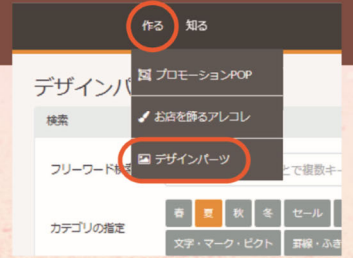 作る 知る
プロモーションPOP
デザインパ
お店を飾るアレコレ
検索
デザインパーツ
フリーワード検
とで複数キー
春 夏 秋 冬 セール
カテゴリの指定
文字・マーク・ピクト 罫線・ふき